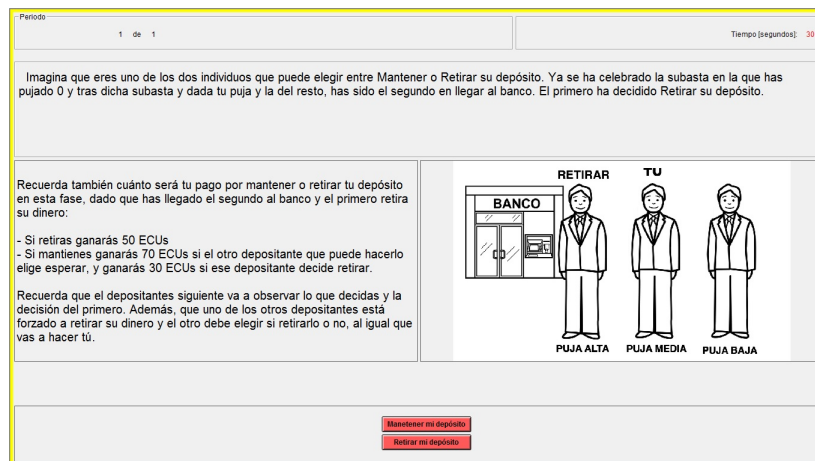 Periodo
1 de 1
Tiempo [segundos]: 30
Imagina que eres uno de los dos individuos que puede elegir entre Mantener o Retirar su depósito. Ya se ha celebrado la subasta en la que has
pujado 0 y tras dicha subasta y dada tu puja y la del resto, has sido el segundo en llegar al banco. El primero ha decidido Retirar su depósito.
Recuerda también cuánto será tu pago por mantener o retirar tu depósito
en esta fase, dado que has llegado el segundo al banco y el primero retira
su dinero:
- Si retiras ganarás 50 ECUs
- Si mantienes ganarás 70 ECUs si el otro depositante que puede hacerlo
elige esperar, y ganarás 30 ECUs si ese depositante decide retirar.
Recuerda que el depositantes siguiente va a observar lo que decidas y la
decisión del primero. Además, que uno de los otros depositantes está
forzado a retirar su dinero y el otro debe elegir si retirarlo o no, al igual que
vas a hacer tú.
RETIRAR TU
BANCO
PUJA ALTA PUJA MEDIA PUJA BAJA
Manetener mi depósito
Retirar mi depósito